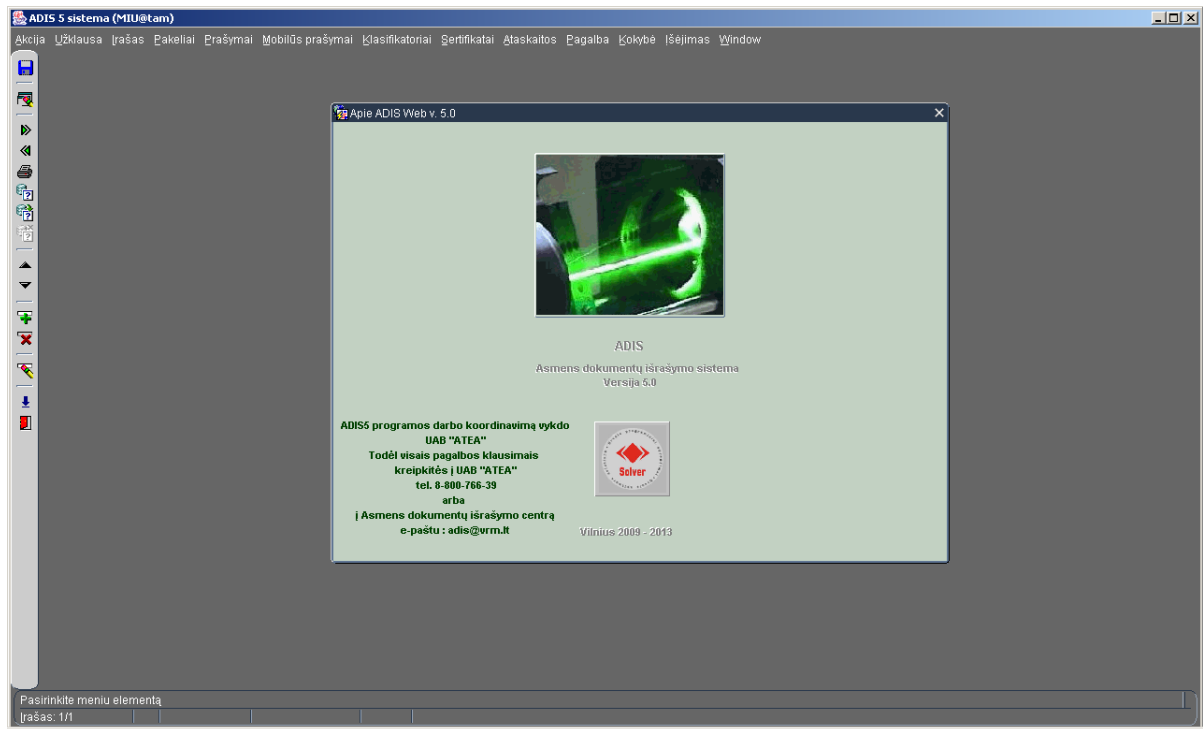 ADIS 5 sistema (MIU@tam)
Akcija Užklausa Įrašas Pakeliai Prašymai Mobilūs prašymai Klasifikatoriai Sertifikatai Ataskaitos Pagalba Kokybė Išėjimas Window
Apie ADIS Web v. 5.0
ADIS
Asmens dokumentų išrašymo sistema
Versija 5.0
ADIS5 programos darbo koordinavimą vykdo
UAB "ATEA"
Todėl visais pagalbos klausimais
kreipkitės į UAB "ATEA"
tel. 8-800-766-39
arba
į Asmens dokumentų išrašymo centrą
e-paštu : adis@vrm.lt
Solver
Vilnius 2009 - 2013
Pasirinkite meniu elementą
Įrašas: 1/1